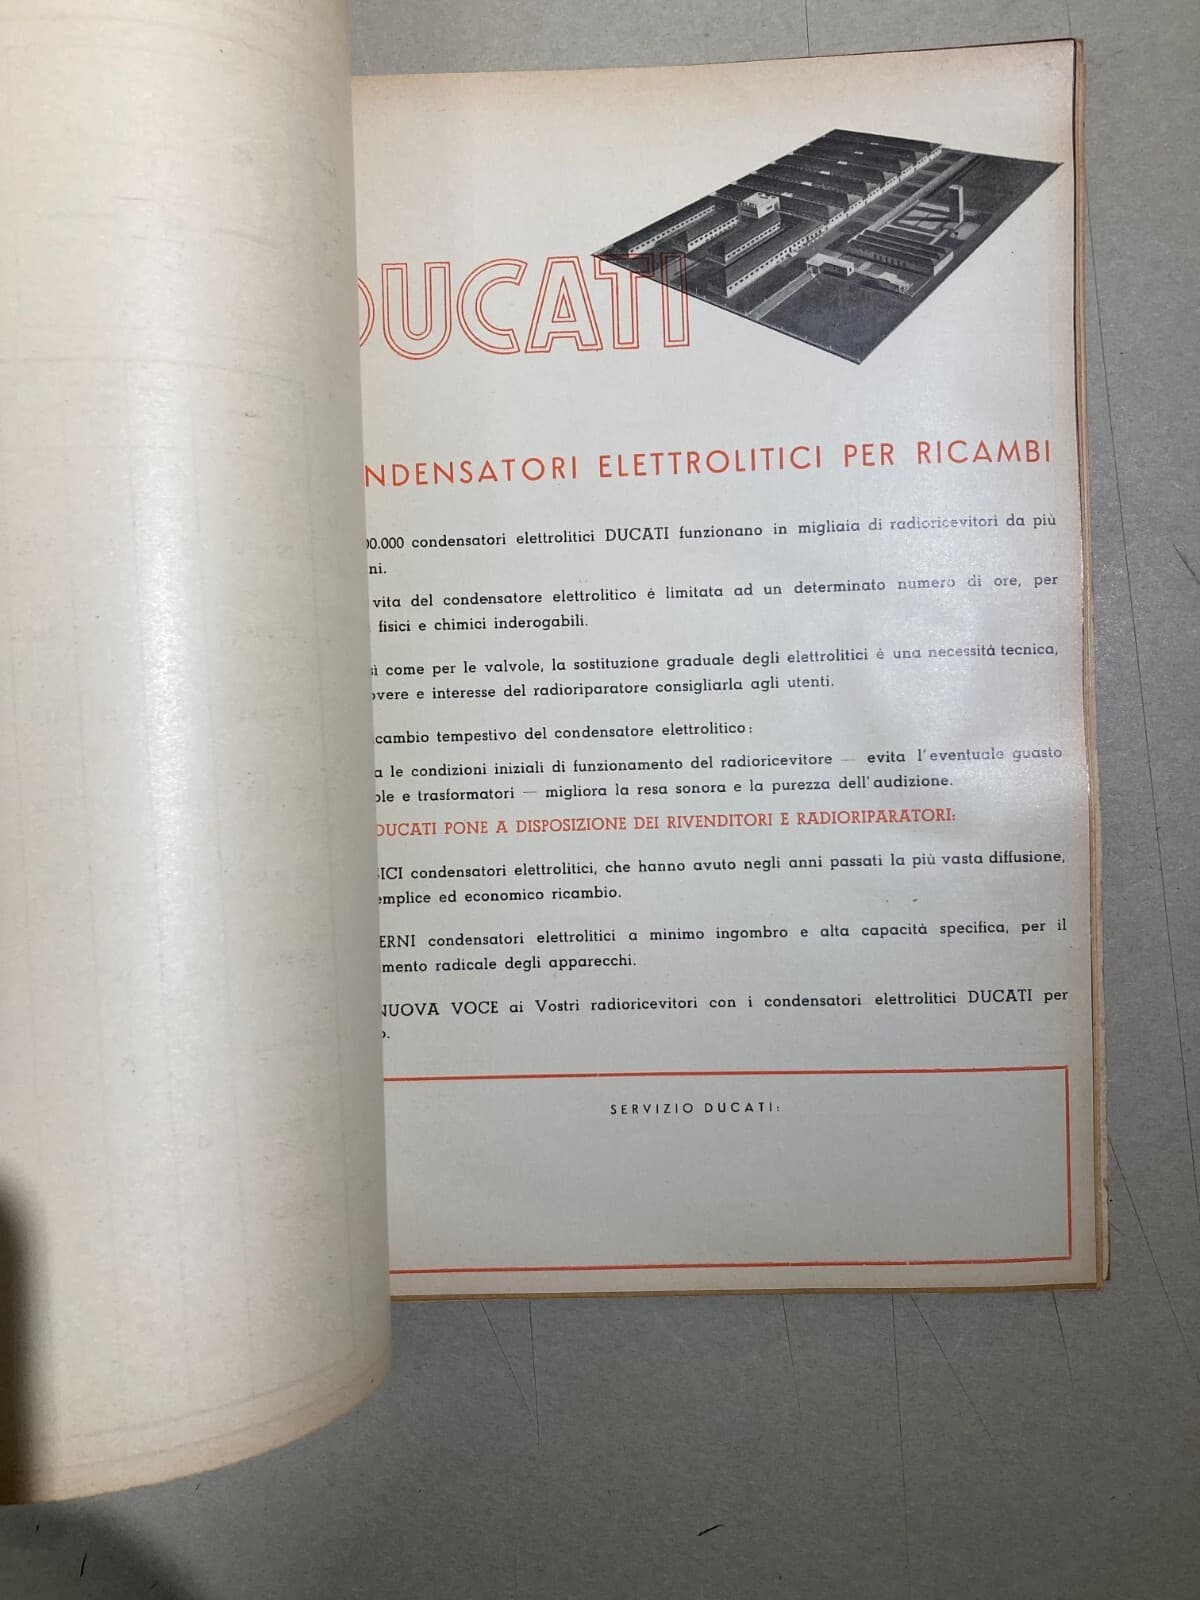 DUCATI
NDENSATORI ELETTROLITICI PER RICAMBI
00.000 condensatori elettrolitici DUCATI funzionano in migliaia di radioricevitori da più
ni.
vita del condensatore elettrolitico è limitata ad un determinato numero di ore, per
fisici e chimici inderogabili.
sì come per le valvole, la sostituzione graduale degli elettrolitici è una necessità tecnica,
overe e interesse del radioriparatore consigliarla agli utenti.
cambio tempestivo del condensatore elettrolitico:
a le condizioni iniziali di funzionamento del radioricevitore — evita l'eventuale guasto
ole e trasformatori — migliora la resa sonora e la purezza dell'audizione.
DUCATI PONE A DISPOSIZIONE DEI RIVENDITORI E RADIORIPARATORI:
SICI condensatori elettrolitici, che hanno avuto negli anni passati la più vasta diffusione,
emplice ed economico ricambio.
ERNI condensatori elettrolitici a minimo ingombro e alta capacità specifica, per il
mento radicale degli apparecchi.
NUOVA VOCE ai Vostri radioricevitori con i condensatori elettrolitici DUCATI per
o.
SERVIZIO DUCATI: